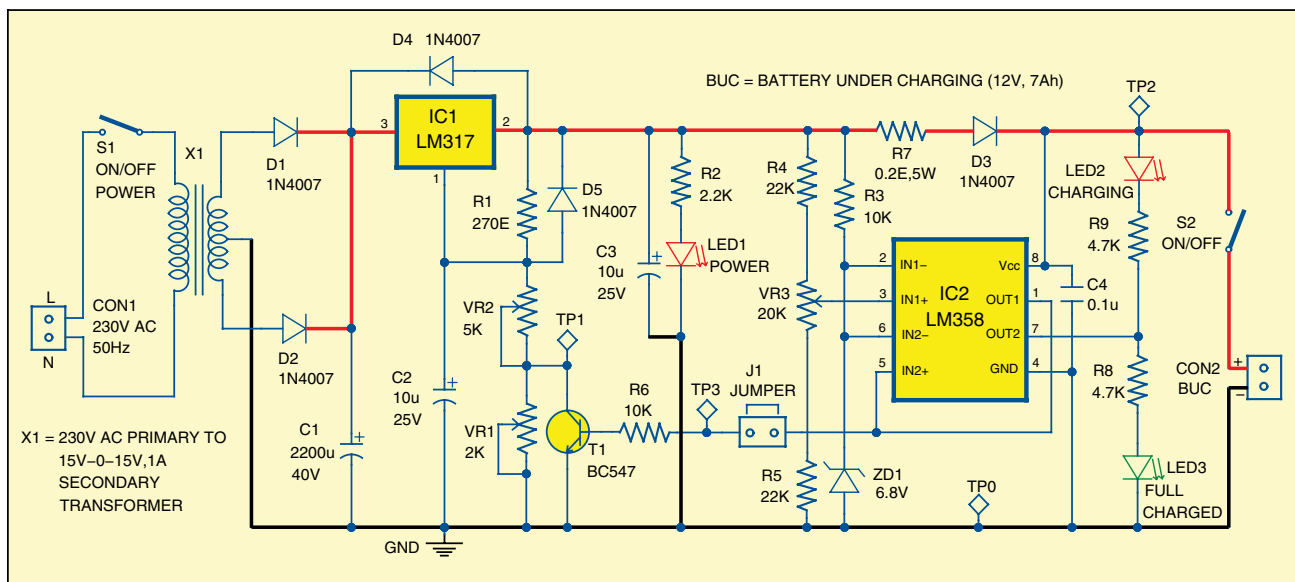 D4 1N4007
BUC = BATTERY UNDER CHARGING (12V, 7Ah)
TP2
S1
ON/OFF
POWER
X1
D1
1N4007
3
IC1
LM317
2
1
R1
270E
D5
1N4007
R2
2.2K
R4
22K
R3
10K
R7
0.2E,5W
D3
1N4007
LED2
CHARGING
R9
4.7K
S2
ON/OFF
L
N
CON1
230V AC
50Hz
D2
1N4007
VR2
5K
TP1
C3
10u
25V
LED1
POWER
VR3
20K
2
IN1−
3
IN1+
6
IN2−
5
IN2+
IC2
LM358
Vcc
8
OUT1
1
OUT2
7
GND
4
C4
0.1u
R8
4.7K
+
−
CON2
BUC
C2
10u
25V
+
VR1
2K
T1
BC547
R6
10K
TP3
J1
JUMPER
+
C1
2200u
40V
+
R5
22K
ZD1
6.8V
TP0
LED3
FULL
CHARGED
X1 = 230V AC PRIMARY TO
15V−0−15V,1A
SECONDARY
TRANSFORMER
GND